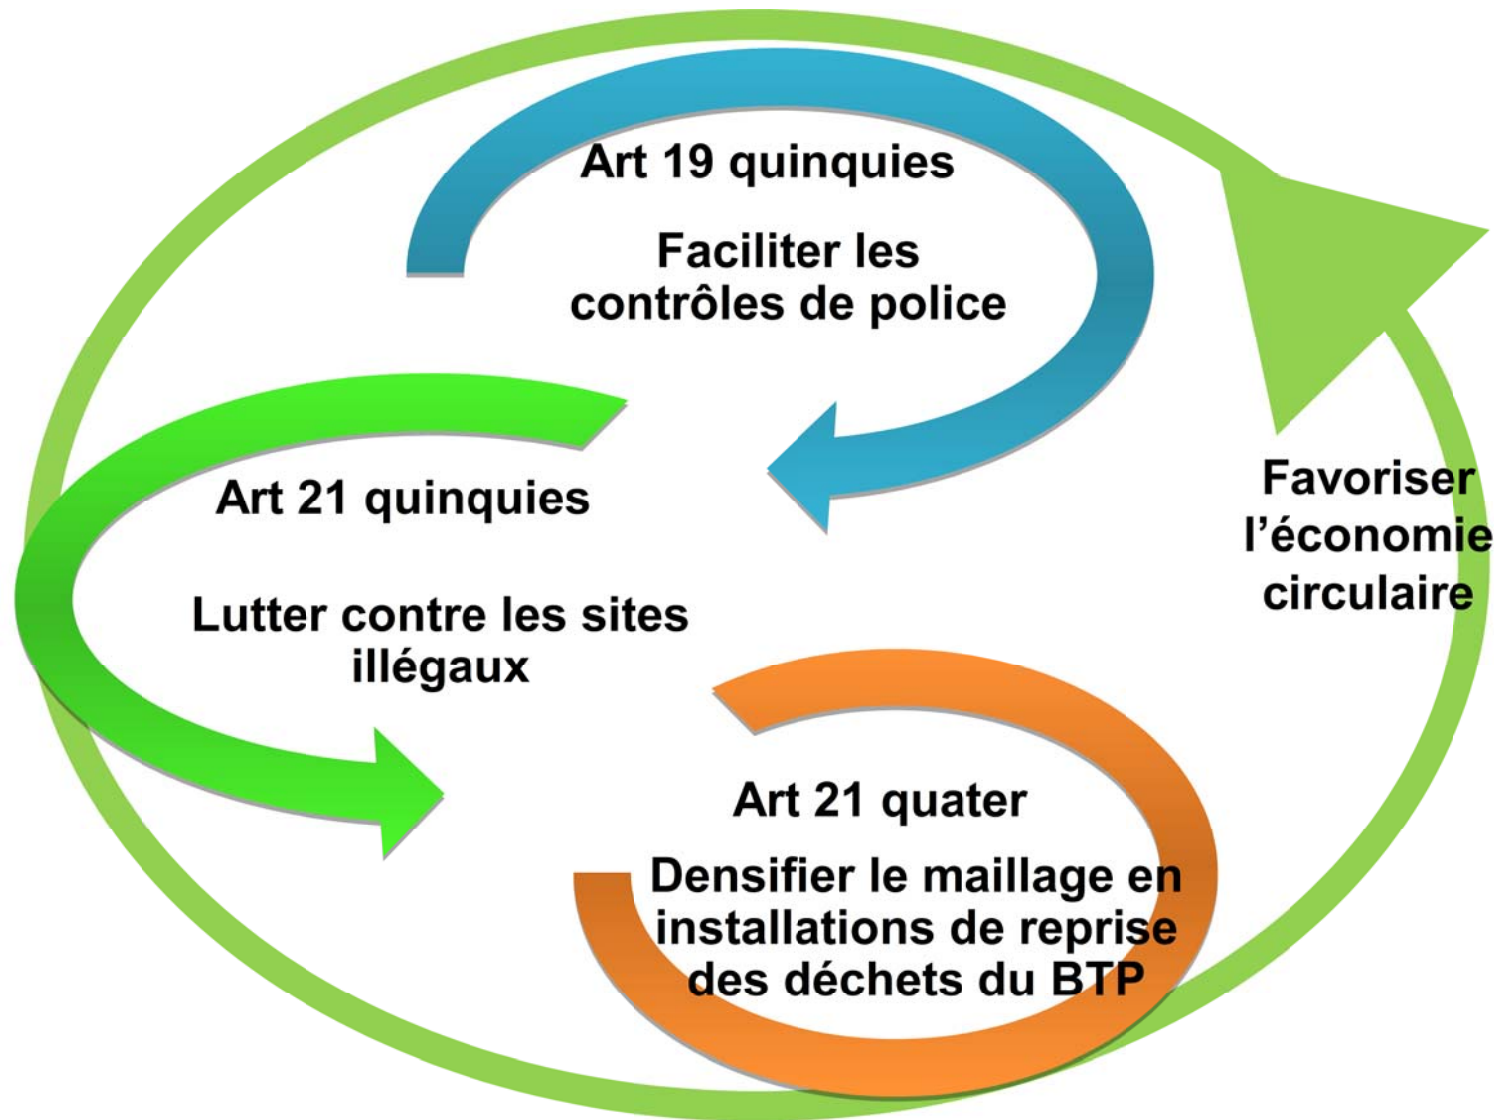 Art 19 quinquies
Faciliter les
contrôles de police
Art 21 quinquies
Lutter contre les sites
illégaux
Favoriser
l’économie
circulaire
Art 21 quater
Densifier le maillage en
installations de reprise
des déchets du BTP